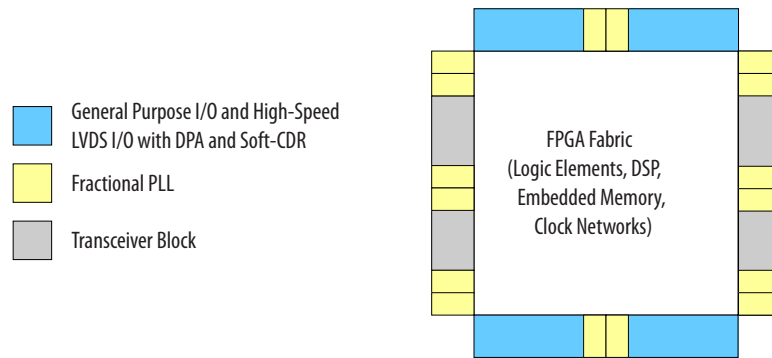 General Purpose I/O and High-Speed
LVDS I/O with DPA and Soft-CDR
Fractional PLL
Transceiver Block
FPGA Fabric
(Logic Elements, DSP,
Embedded Memory,
Clock Networks)